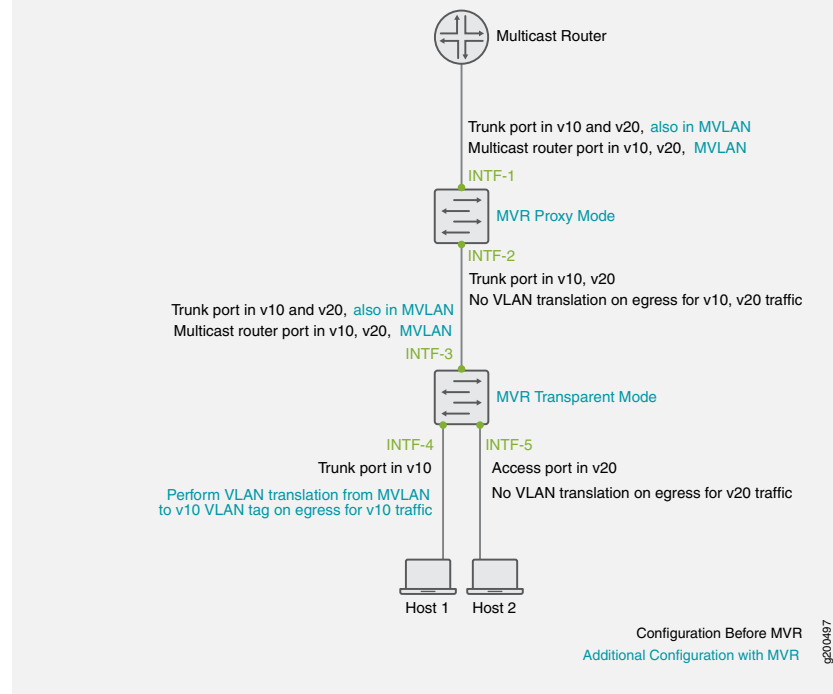 Multicast Router
Trunk port in v10 and v20, also in MVLAN
Multicast router port in v10, v20, MVLAN
INTF-1
MVR Proxy Mode
INTF-2
Trunk port in v10, v20
No VLAN translation on egress for v10, v20 traffic
Trunk port in v10 and v20, also in MVLAN
Multicast router port in v10, v20, MVLAN
INTF-3
MVR Transparent Mode
INTF-4
INTF-5
Trunk port in v10
Access port in v20
Perform VLAN translation from MVLAN
to v10 VLAN tag on egress for v10 traffic
No VLAN translation on egress for v20 traffic
Host 1
Host 2
Configuration Before MVR
Additional Configuration with MVR
g200497